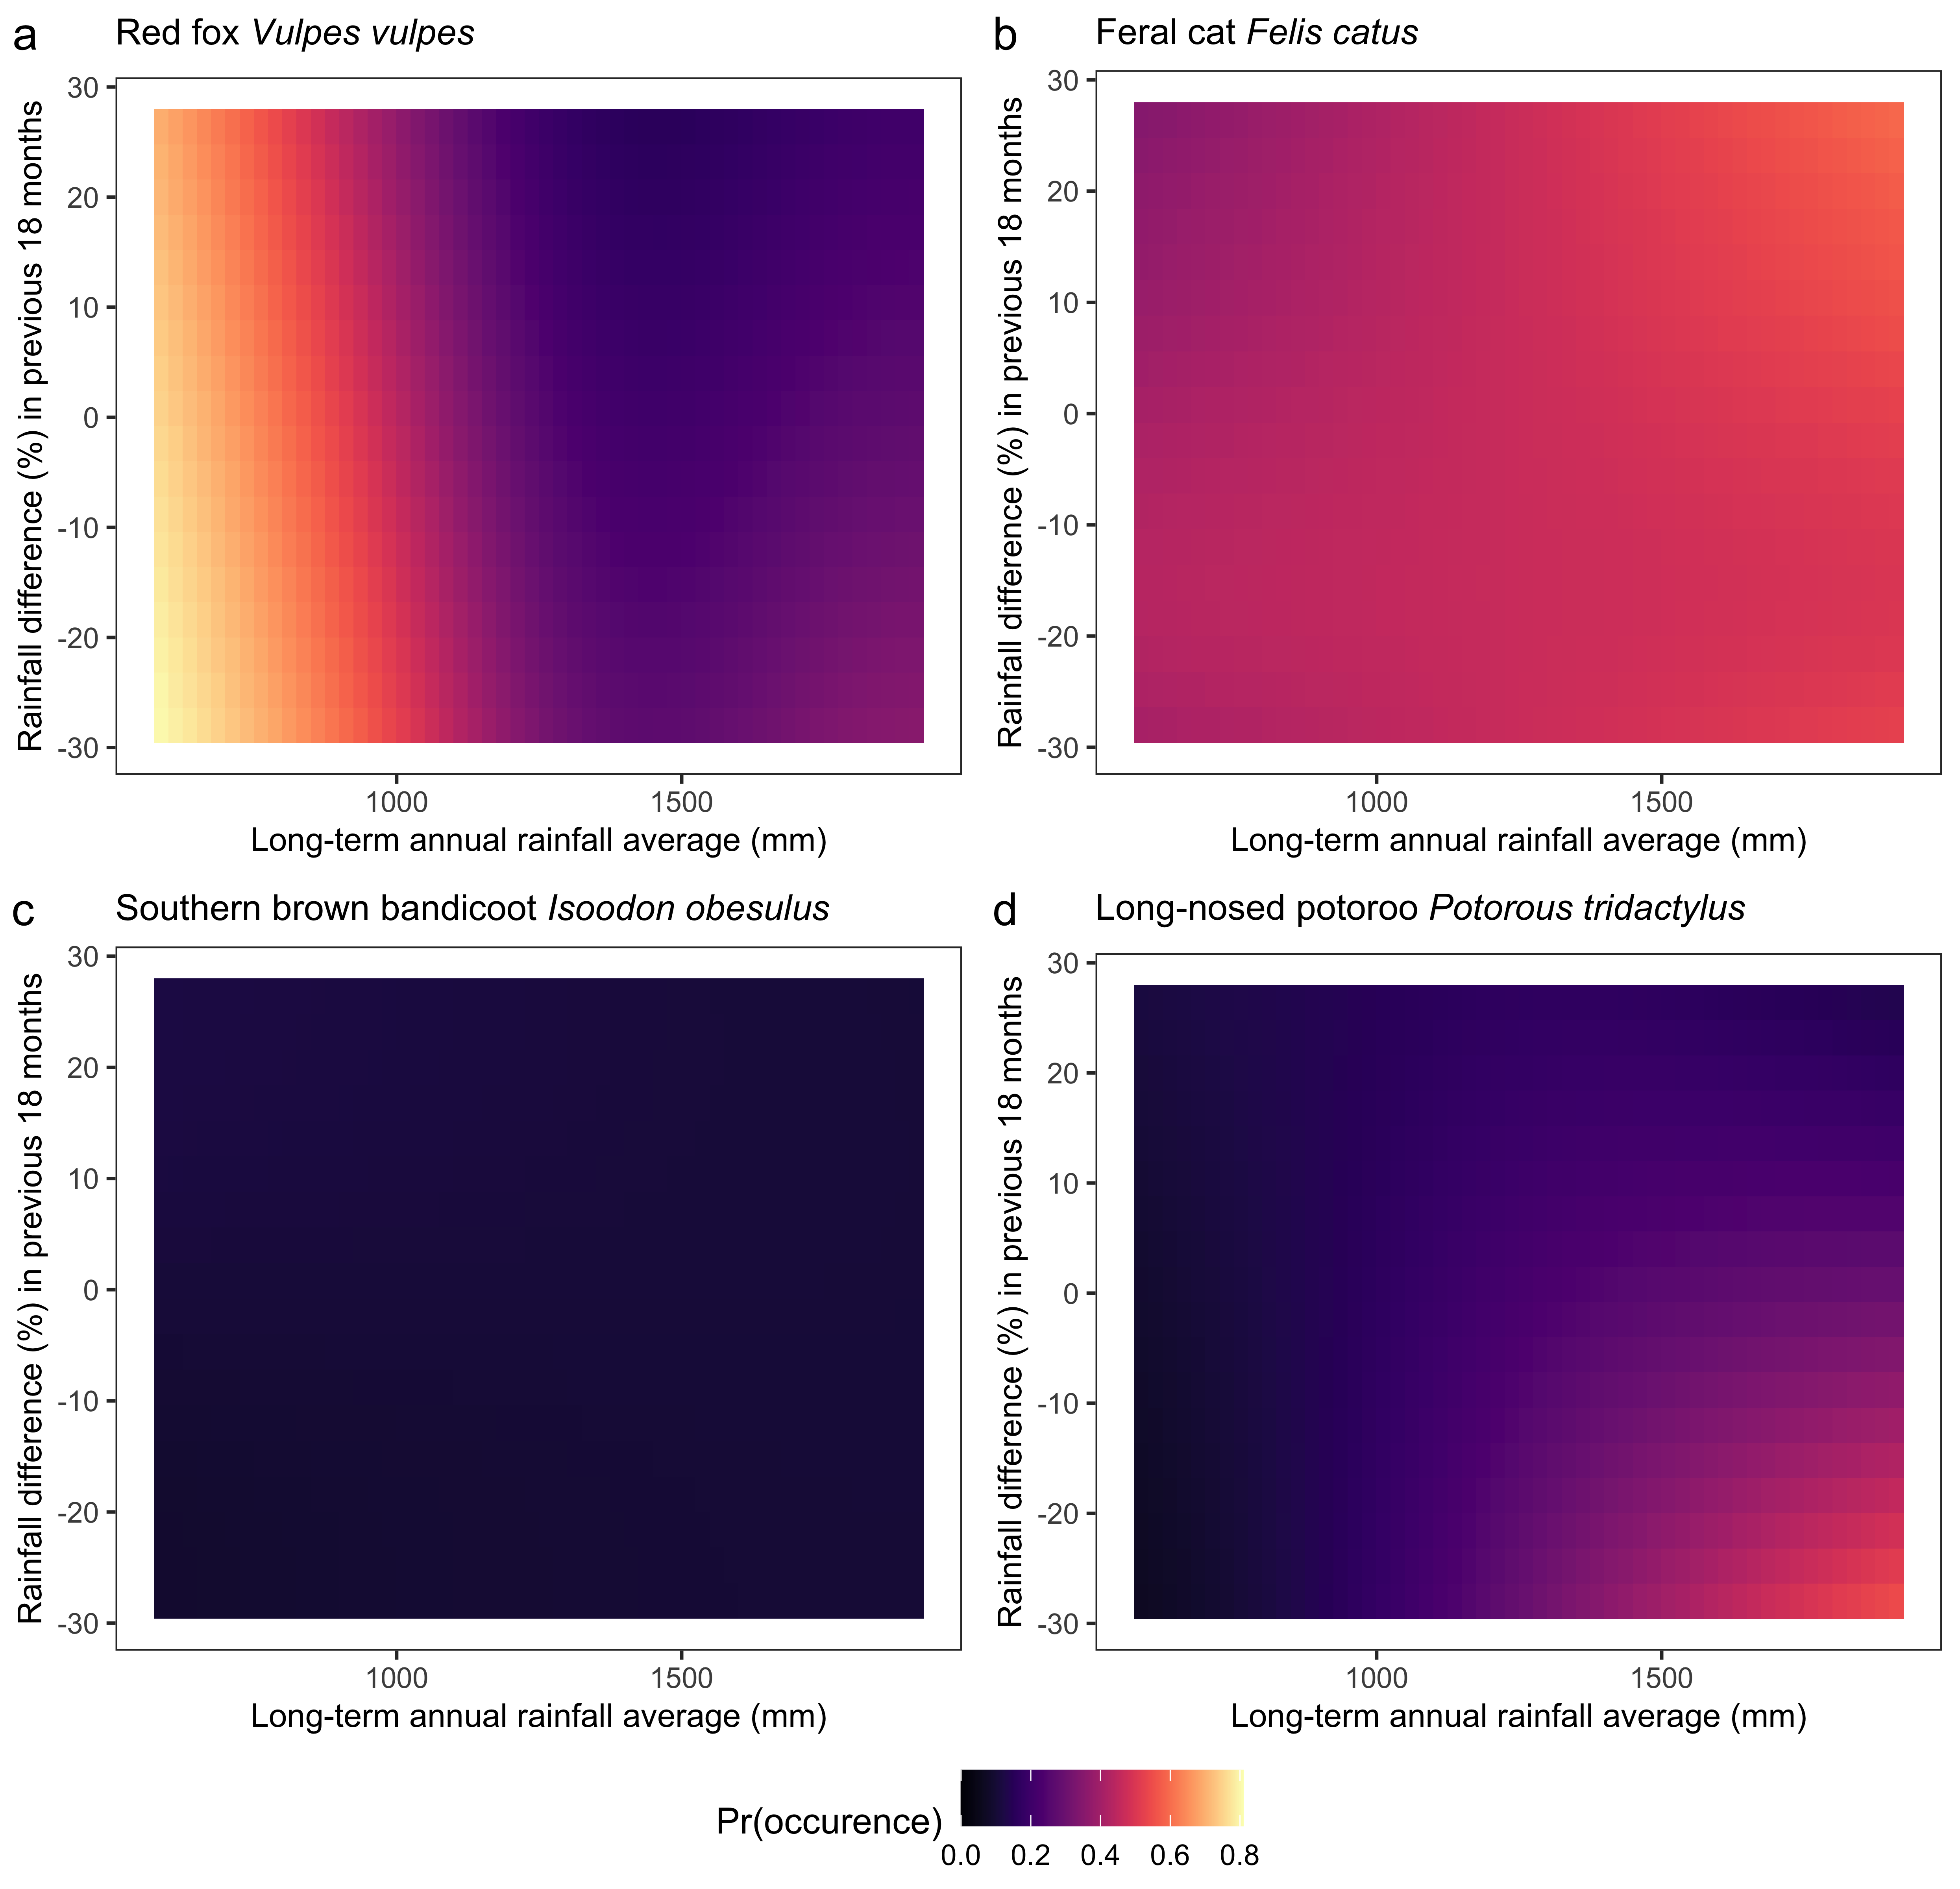 a Red fox Vulpes vulpes
30
20
10
0
-10
-20
-30
Rainfall difference (%) in previous 18 months
1000 1500
Long-term annual rainfall average (mm)
b Feral cat Felis catus
30
20
10
0
-10
-20
-30
Rainfall difference (%) in previous 18 months
1000 1500
Long-term annual rainfall average (mm)
c Southern brown bandicoot Isoodon obesulus
30
20
10
0
-10
-20
-30
Rainfall difference (%) in previous 18 months
1000 1500
Long-term annual rainfall average (mm)
d Long-nosed potoroo Potorous tridactylus
30
20
10
0
-10
-20
-30
Rainfall difference (%) in previous 18 months
1000 1500
Long-term annual rainfall average (mm)
Pr(occurence)
0.0 0.2 0.4 0.6 0.8